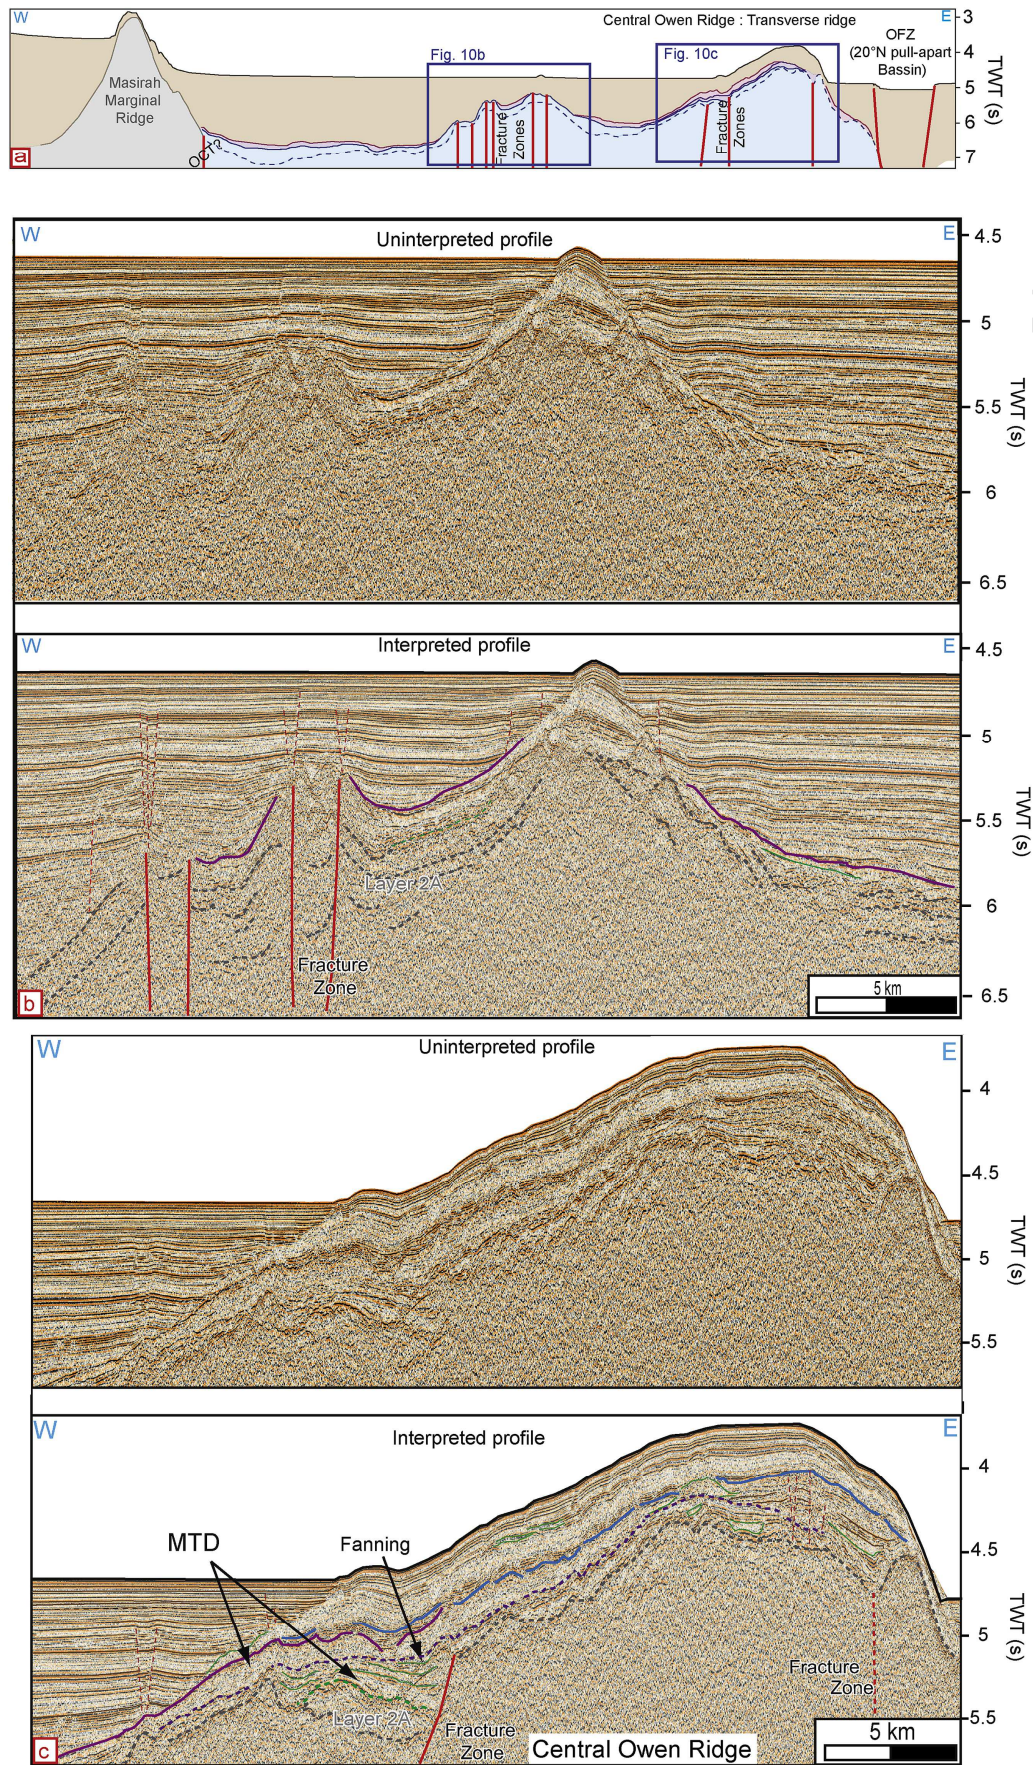 W
Central Owen Ridge : Transverse ridge
E
3
OFZ
(20°N pull-apart
Bassin)
Fig. 10b
Fig. 10c
4
Masirah
Marginal
Ridge
5
6
7
TWT (s)
OCT?
Fracture
Zones
Fracture
Zones
a
W
Uninterpreted profile
E
4.5
5
5.5
6
6.5
TWT (s)
W
Interpreted profile
E
4.5
5
5.5
6
6.5
TWT (s)
Layer 2A
Fracture
Zone
5 km
b
W
Uninterpreted profile
E
4
4.5
5
5.5
TWT (s)
W
Interpreted profile
E
4
4.5
5
5.5
TWT (s)
MTD
Fanning
Layer 2A
Fracture
Zone
Fracture
Zone
Central Owen Ridge
5 km
c